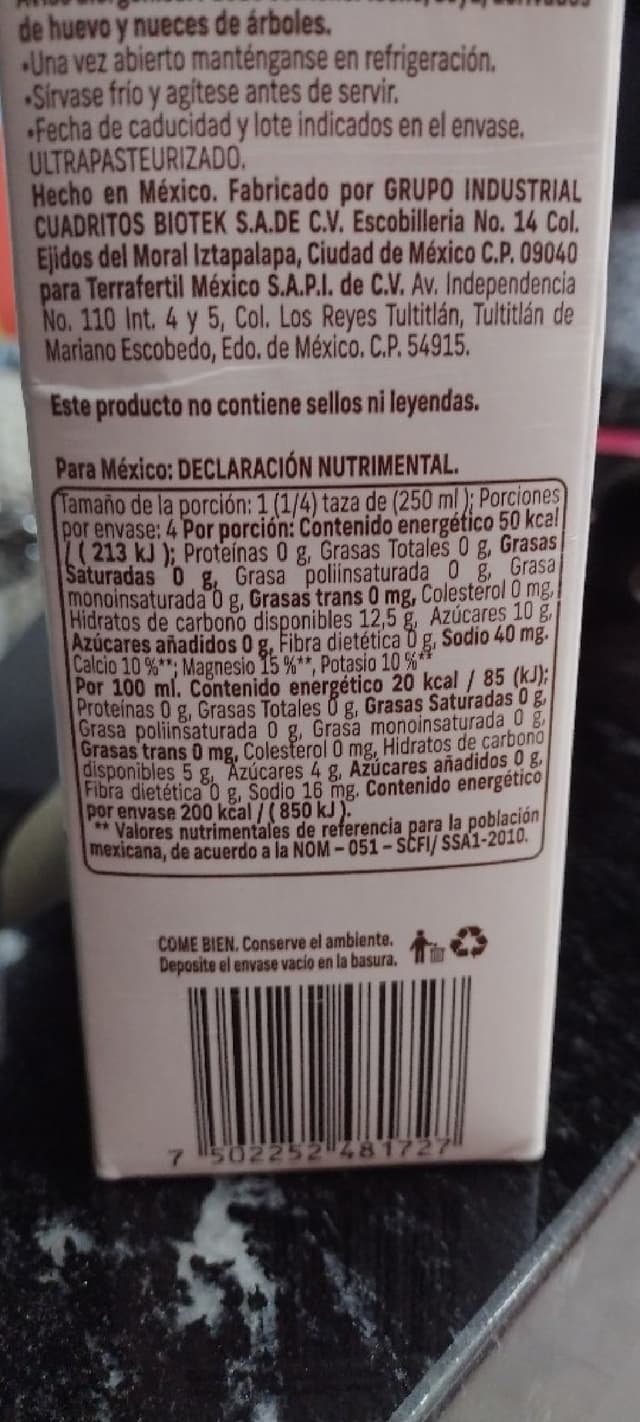 de huevo y nueces de árboles.
•Una vez abierto manténganse en refrigeración.
•Sírvase frío y agítese antes de servir.
•Fecha de caducidad y lote indicados en el envase.
ULTRAPASTEURIZADO.
Hecho en México. Fabricado por GRUPO INDUSTRIAL
CUADRITOS BIOTEK S.A.DE C.V. Escobilleria No. 14 Col.
Ejidos del Moral Iztapalapa, Ciudad de México C.P. 09040
para Terrafertil México S.A.P.I. de C.V. Av. Independencia
No. 110 Int. 4 y 5, Col. Los Reyes Tultitlán, Tultitlán de
Mariano Escobedo, Edo. de México. C.P. 54915.
Este producto no contiene sellos ni leyendas.
Para México: DECLARACIÓN NUTRIMENTAL.
Tamaño de la porción: 1 (1/4) taza de (250 ml ); Porciones
por envase: 4 Por porción: Contenido energético 50 kcal
/ ( 213 kJ ); Proteínas 0 g, Grasas Totales 0 g, Grasas
Saturadas 0 g, Grasa poliinsaturada 0 g, Grasa
monoinsaturada 0 g, Grasas trans 0 mg, Colesterol 0 mg,
Hidratos de carbono disponibles 12,5 g, Azúcares 10 g,
Azúcares añadidos 0 g, Fibra dietética 0 g, Sodio 40 mg.
Calcio 10 %**; Magnesio 15 %**, Potasio 10 %**
Por 100 ml. Contenido energético 20 kcal / 85 (kJ);
Proteínas 0 g, Grasas Totales 0 g, Grasas Saturadas 0 g,
Grasa poliinsaturada 0 g, Grasa monoinsaturada 0 g,
Grasas trans 0 mg, Colesterol 0 mg, Hidratos de carbono
disponibles 5 g, Azúcares 4 g, Azúcares añadidos 0 g,
Fibra dietética 0 g, Sodio 16 mg. Contenido energético
por envase 200 kcal / ( 850 kJ ).
** Valores nutrimentales de referencia para la población
mexicana, de acuerdo a la NOM – 051 – SCFI/ SSA1-2010.
COME BIEN. Conserve el ambiente.
Deposite el envase vacío en la basura.
7 502252 481727